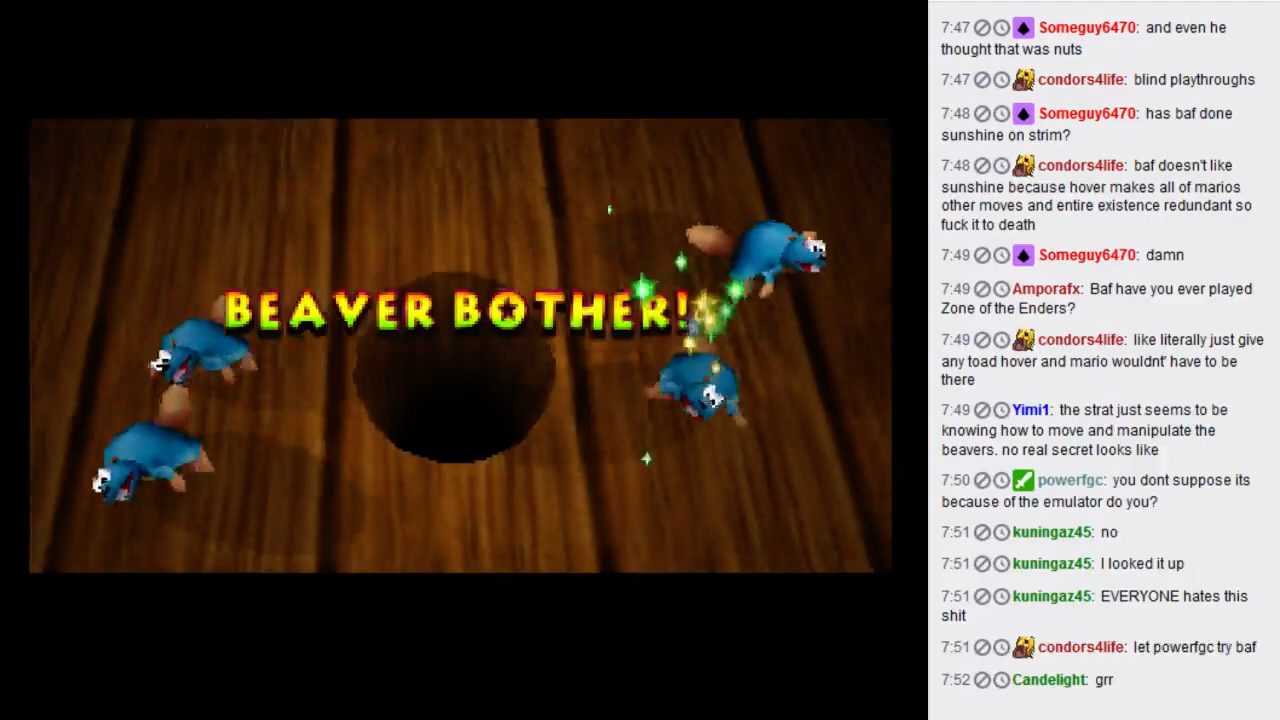 BEAVER BOTHER!
7:47 Someguy6470: and even he
thought that was nuts
7:47 condors4life: blind playthroughs
7:48 Someguy6470: has baf done
sunshine on strim?
7:48 condors4life: baf doesn't like
sunshine because hover makes all of marios
other moves and entire existence redundant so
fuck it to death
7:49 Someguy6470: damn
7:49 Amporafx: Baf have you ever played
Zone of the Enders?
7:49 condors4life: like literally just give
any toad hover and mario wouldnt' have to be
there
7:49 Yimi1: the strat just seems to be
knowing how to move and manipulate the
beavers. no real secret looks like
7:50 powerfgc: you dont suppose its
because of the emulator do you?
7:51 kuningaz45: no
7:51 kuningaz45: I looked it up
7:51 kuningaz45: EVERYONE hates this
shit
7:51 condors4life: let powerfgc try baf
7:52 Candelight: grr